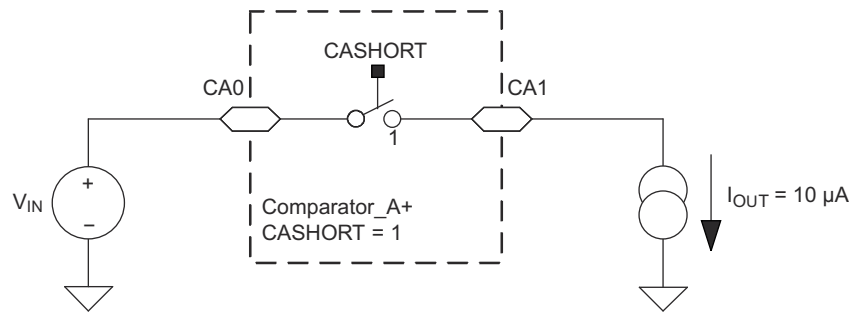 CASHORT
CA0
CA1
1
+
V_IN
−
I_OUT = 10 µA
Comparator_A+
CASHORT = 1